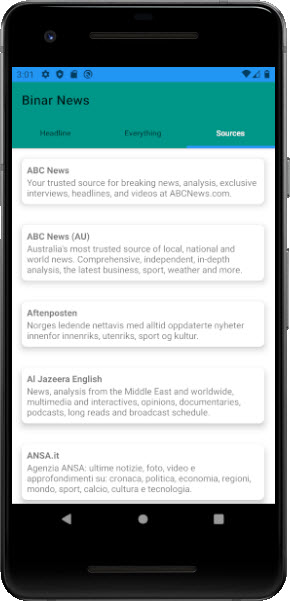 3:01
Binar News
Headline
Everything
Sources
ABC News
Your trusted source for breaking news, analysis, exclusive
interviews, headlines, and videos at ABCNews.com.
ABC News (AU)
Australia's most trusted source of local, national and
world news. Comprehensive, independent, in-depth
analysis, the latest business, sport, weather and more.
Aftenposten
Norges ledende nettavis med alltid oppdaterte nyheter
innenfor innenriks, utenriks, sport og kultur.
Al Jazeera English
News, analysis from the Middle East and worldwide,
multimedia and interactives, opinions, documentaries,
podcasts, long reads and broadcast schedule.
ANSA.it
Agenzia ANSA: ultime notizie, foto, video e
approfondimenti su: cronaca, politica, economia, regioni,
mondo, sport, calcio, cultura e tecnologia.